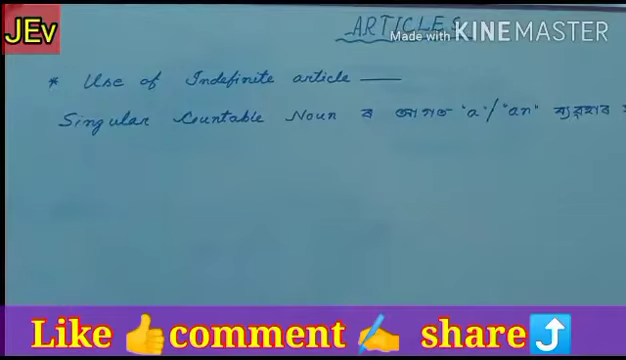 JEv
ARTICLES
Made with KINEMASTER
* Use of Indefinite article —
Singular Countable Noun ৰ আগত "a"/"an" ব্যৱহাৰ
Like 👍comment ✍️ share⤴️